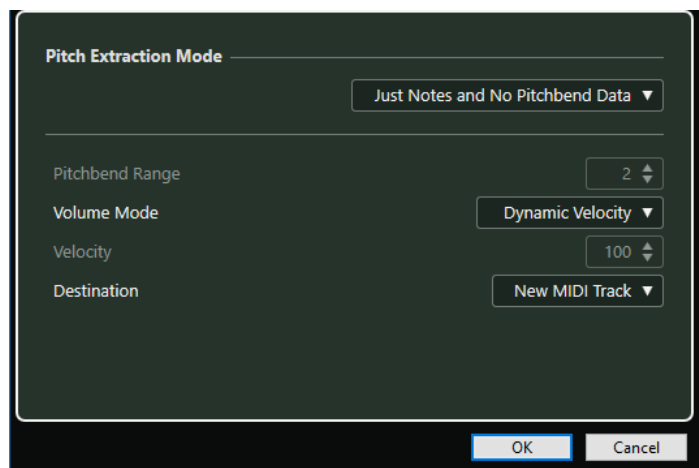 Pitch Extraction Mode
Just Notes and No Pitchbend Data
Pitchbend Range 2
Volume Mode Dynamic Velocity
Velocity 100
Destination New MIDI Track
OK Cancel